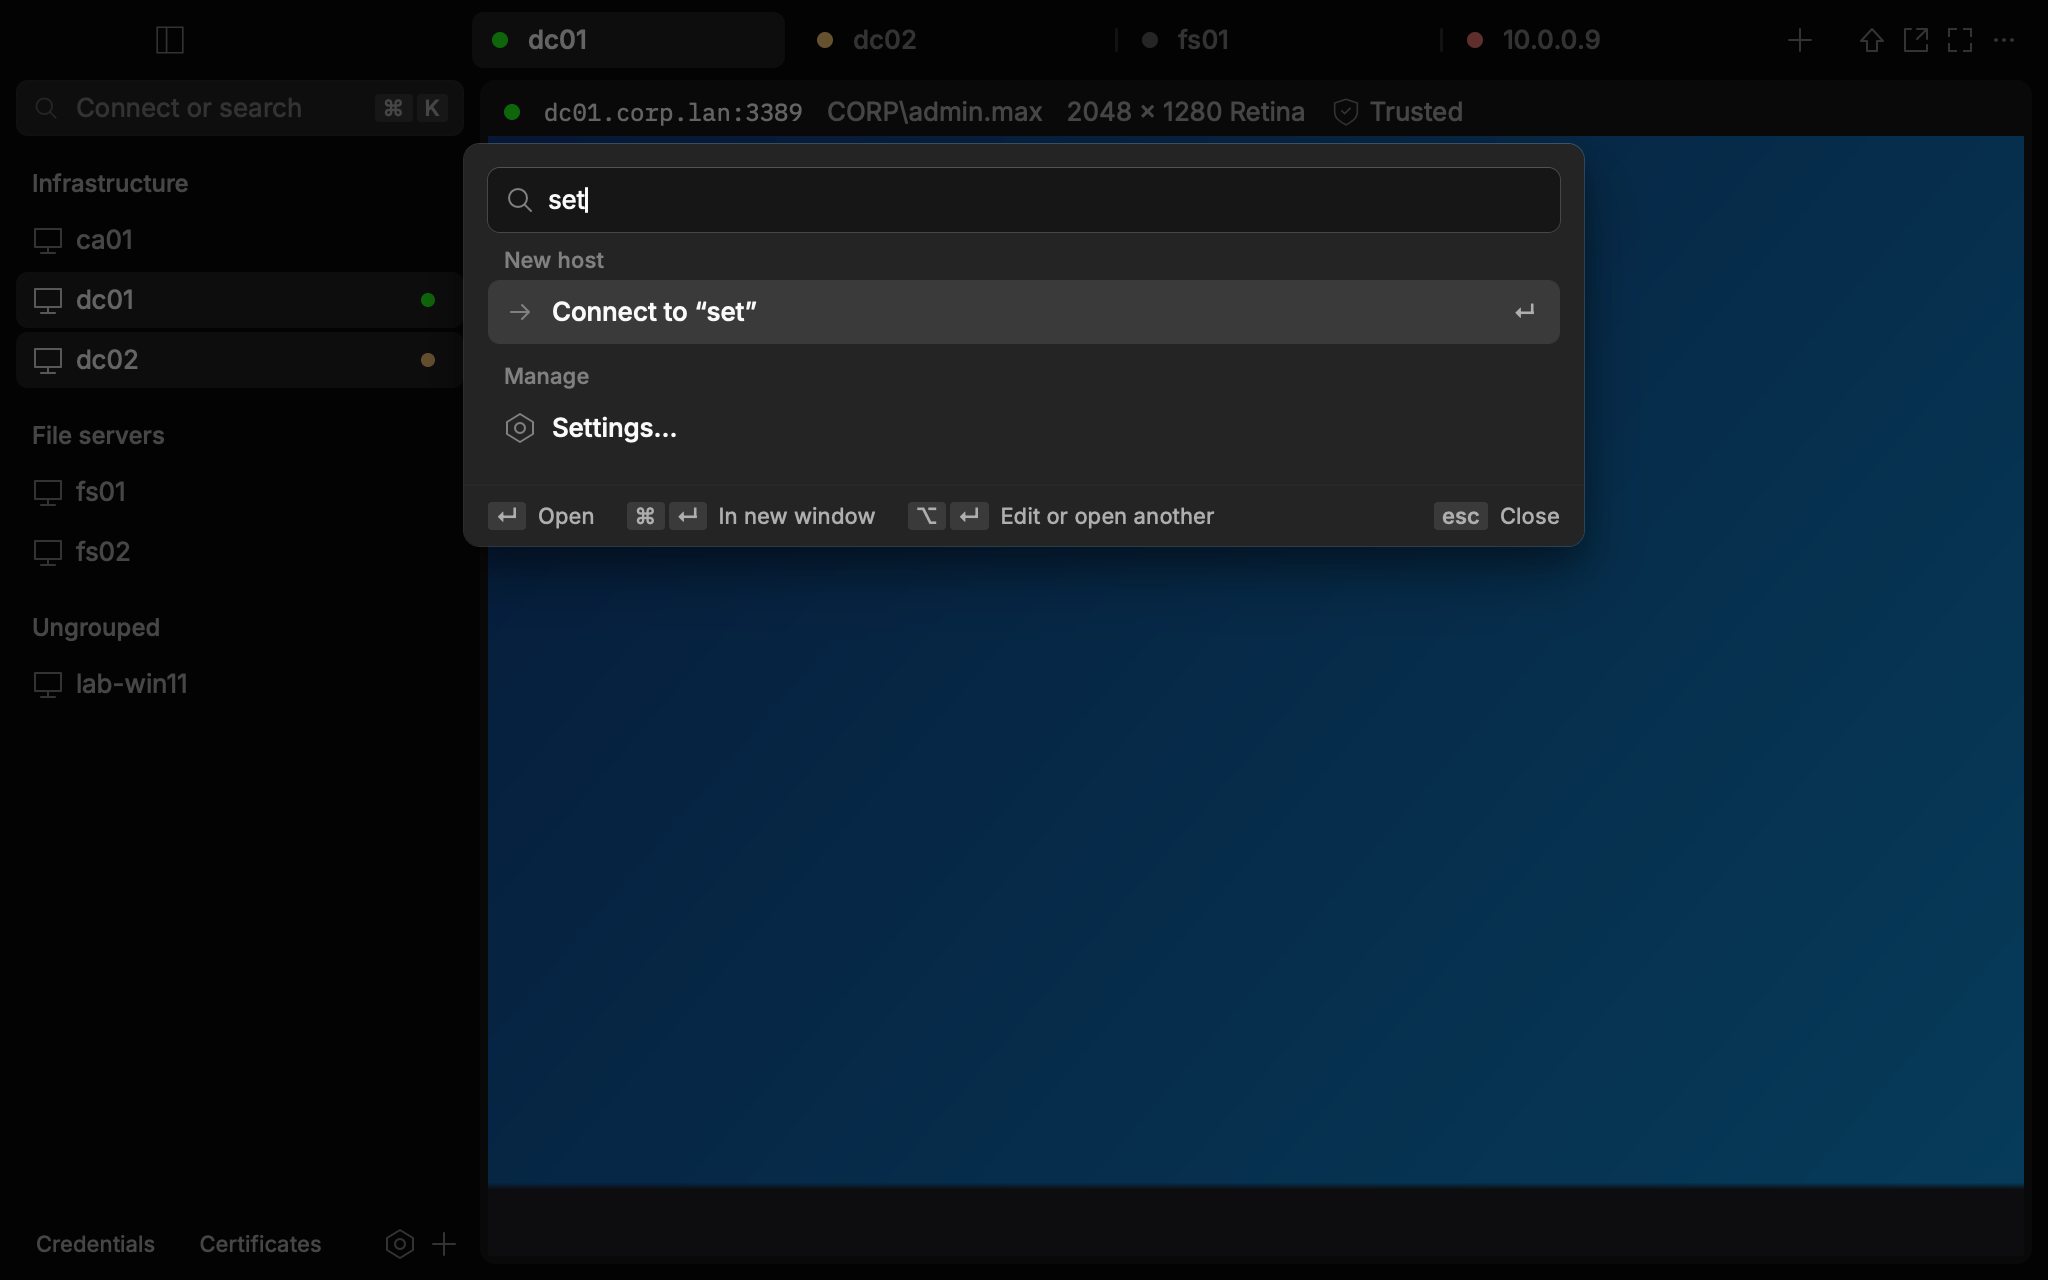 dc01
dc02
fs01
10.0.0.9
Connect or search ⌘ K
dc01.corp.lan:3389 CORP\admin.max 2048 × 1280 Retina Trusted
set
New host
Connect to “set” ↵
Manage
Settings…
↵ Open ⌘ ↵ In new window ⌥ ↵ Edit or open another esc Close
Infrastructure
ca01
dc01
dc02
File servers
fs01
fs02
Ungrouped
lab-win11
Credentials Certificates